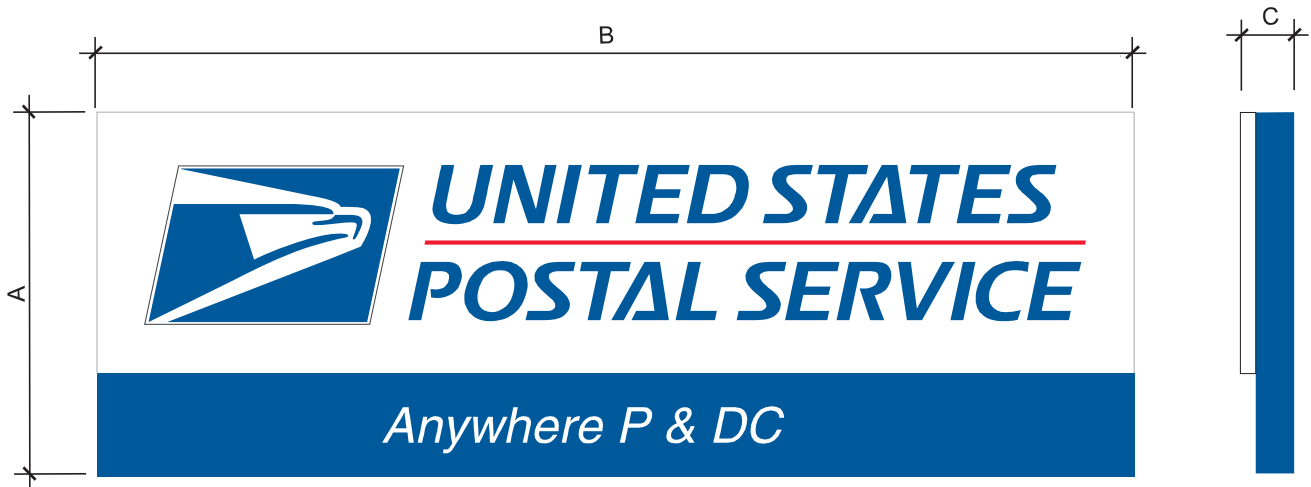 B
C
A
UNITED STATES
POSTAL SERVICE
Anywhere P & DC